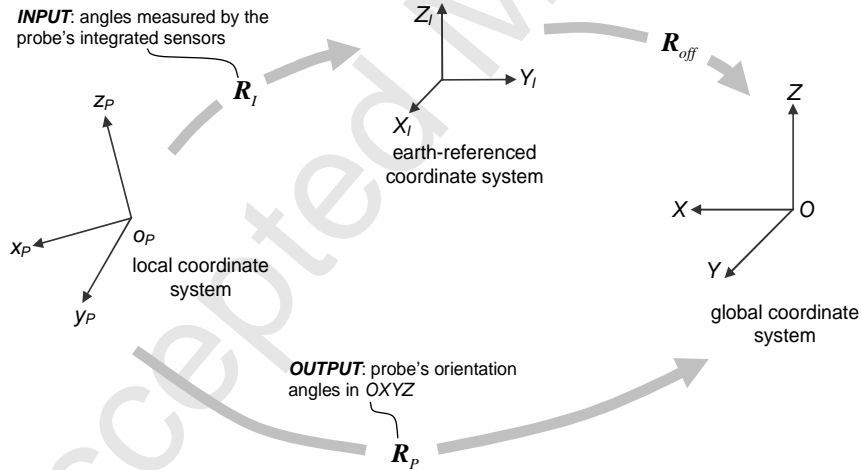 INPUT: angles measured by the
probe's integrated sensors
R_I
Z_I
Y_I
X_I
earth-referenced
coordinate system
R_off
z_P
x_P
o_P
y_P
local coordinate
system
Z
X
O
Y
global coordinate
system
OUTPUT: probe's orientation
angles in OXYZ
R_P
ccepted M